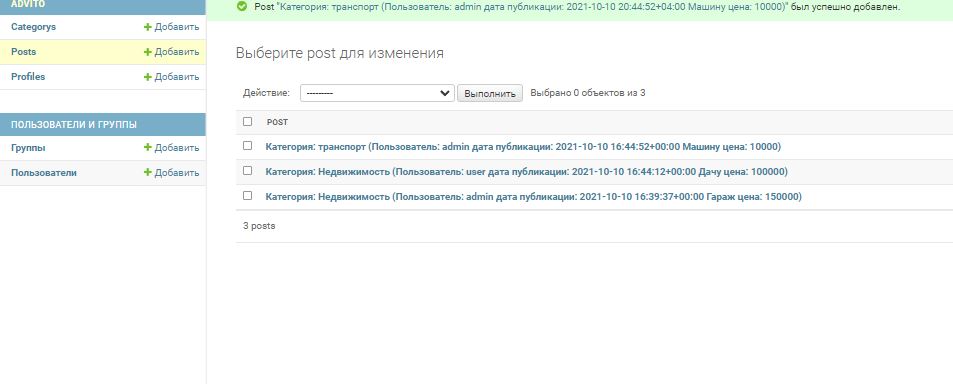 ADVITO
Categorys + Добавить
Posts + Добавить
Profiles + Добавить
ПОЛЬЗОВАТЕЛИ И ГРУППЫ
Группы + Добавить
Пользователи + Добавить
Post "Категория: транспорт (Пользователь: admin дата публикации: 2021-10-10 20:44:52+04:00 Машину цена: 10000)" был успешно добавлен.
Выберите post для изменения
Действие: --------- Выполнить Выбрано 0 объектов из 3
POST
Категория: транспорт (Пользователь: admin дата публикации: 2021-10-10 16:44:52+00:00 Машину цена: 10000)
Категория: Недвижимость (Пользователь: user дата публикации: 2021-10-10 16:44:12+00:00 Дачу цена: 100000)
Категория: Недвижимость (Пользователь: admin дата публикации: 2021-10-10 16:39:37+00:00 Гараж цена: 150000)
3 posts